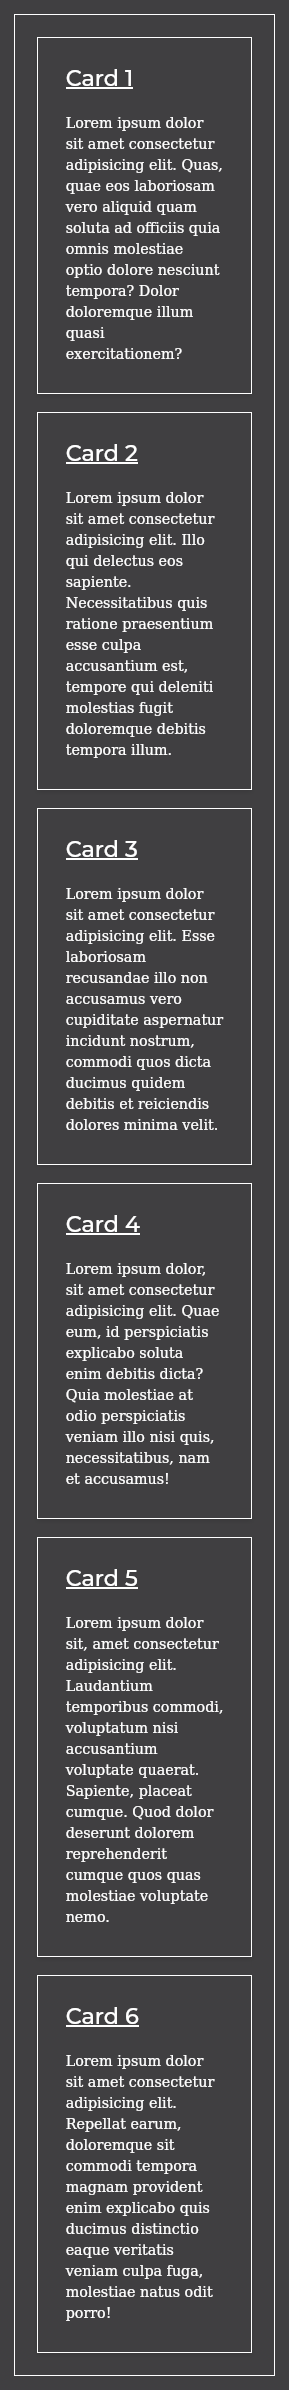 Card 1
Lorem ipsum dolor
sit amet consectetur
adipisicing elit. Quas,
quae eos laboriosam
vero aliquid quam
soluta ad officiis quia
omnis molestiae
optio dolore nesciunt
tempora? Dolor
doloremque illum
quasi
exercitationem?
Card 2
Lorem ipsum dolor
sit amet consectetur
adipisicing elit. Illo
qui delectus eos
sapiente.
Necessitatibus quis
ratione praesentium
esse culpa
accusantium est,
tempore qui deleniti
molestias fugit
doloremque debitis
tempora illum.
Card 3
Lorem ipsum dolor
sit amet consectetur
adipisicing elit. Esse
laboriosam
recusandae illo non
accusamus vero
cupiditate aspernatur
incidunt nostrum,
commodi quos dicta
ducimus quidem
debitis et reiciendis
dolores minima velit.
Card 4
Lorem ipsum dolor,
sit amet consectetur
adipisicing elit. Quae
eum, id perspiciatis
explicabo soluta
enim debitis dicta?
Quia molestiae at
odio perspiciatis
veniam illo nisi quis,
necessitatibus, nam
et accusamus!
Card 5
Lorem ipsum dolor
sit, amet consectetur
adipisicing elit.
Laudantium
temporibus commodi,
voluptatum nisi
accusantium
voluptate quaerat.
Sapiente, placeat
cumque. Quod dolor
deserunt dolorem
reprehenderit
cumque quos quas
molestiae voluptate
nemo.
Card 6
Lorem ipsum dolor
sit amet consectetur
adipisicing elit.
Repellat earum,
doloremque sit
commodi tempora
magnam provident
enim explicabo quis
ducimus distinctio
eaque veritatis
veniam culpa fuga,
molestiae natus odit
porro!